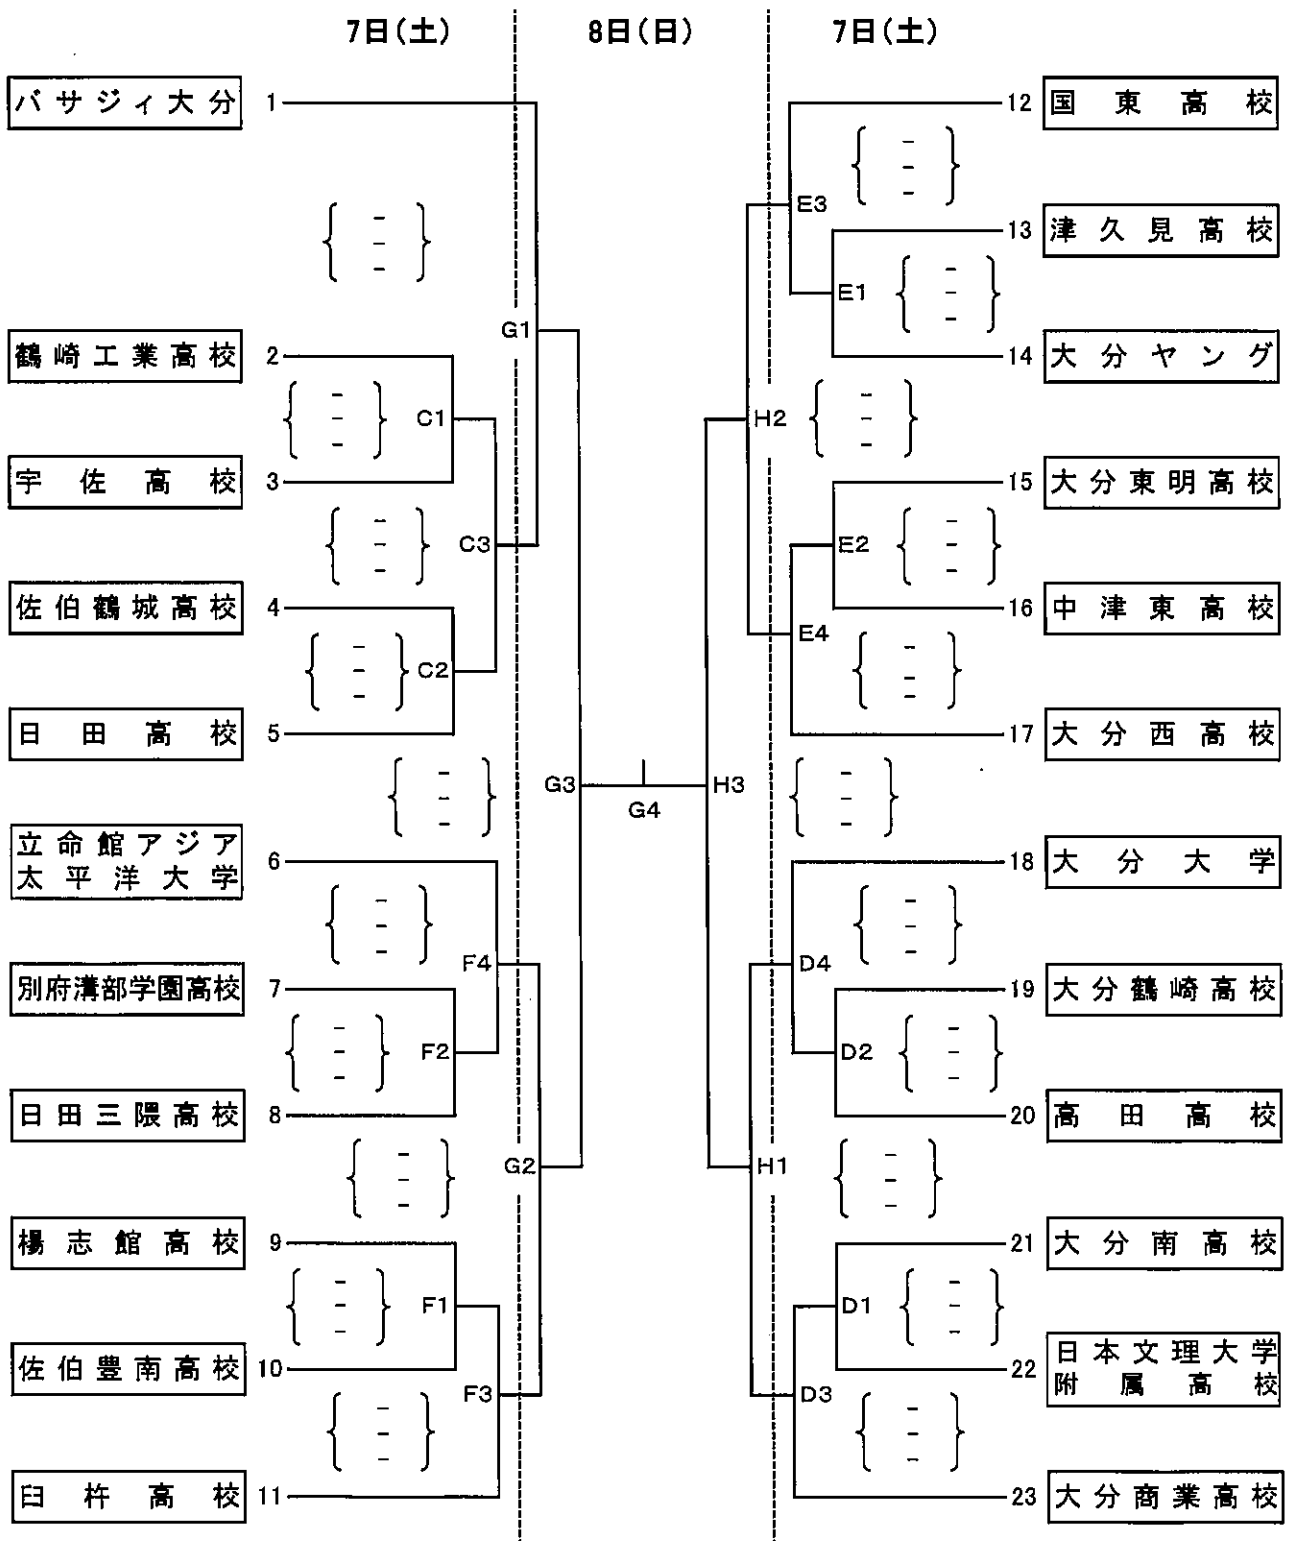 7日(土) 8日(日) 7日(土)
バサジィ大分 1
12 国東高校
E3
13 津久見高校
E1
G1
鶴崎工業高校 2
14 大分ヤング
C1
H2
宇佐高校 3
15 大分東明高校
C3
E2
佐伯鶴城高校 4
16 中津東高校
E4
C2
日田高校 5
17 大分西高校
G3
H3
G4
立命館アジア
太平洋大学
6
18 大分大学
F4
D4
別府溝部学園高校 7
19 大分鶴崎高校
F2
D2
日田三隈高校 8
20 高田高校
G2
H1
楊志館高校 9
21 大分南高校
F1
D1
佐伯豊南高校 10
22
日本文理大学
附属高校
F3
D3
臼杵高校 11
23 大分商業高校